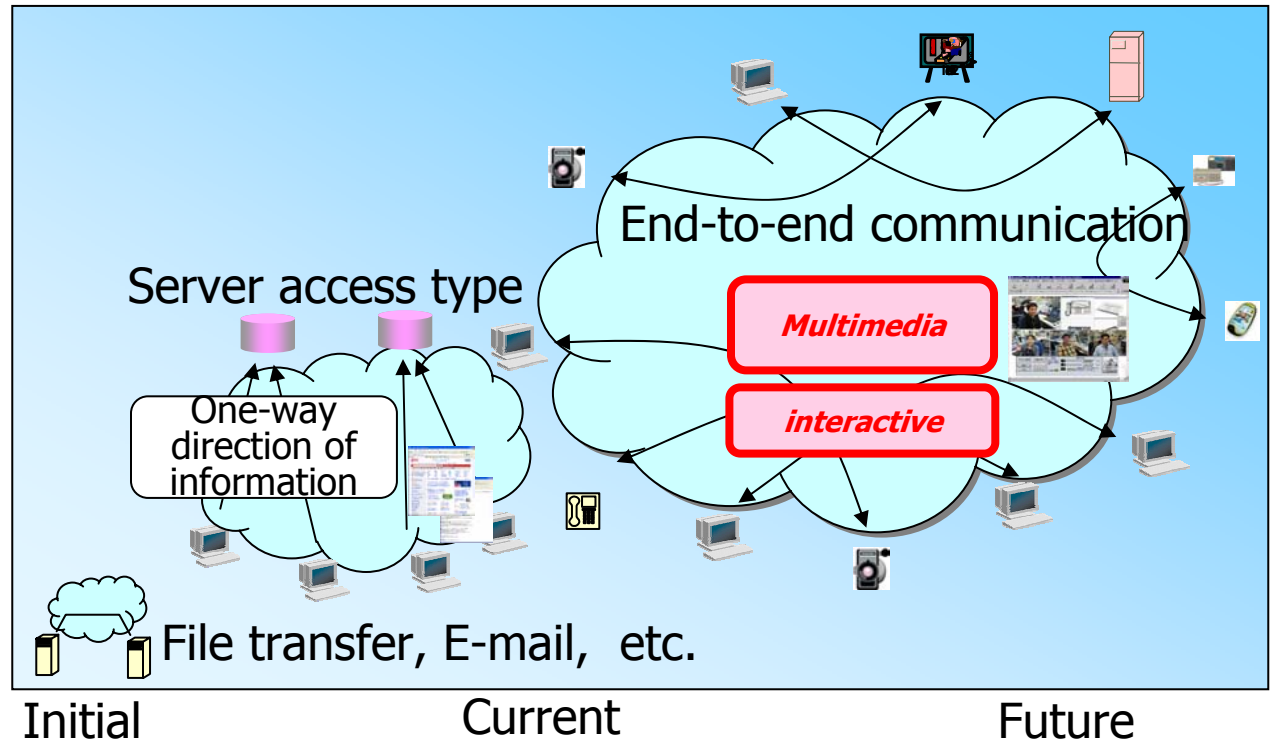 End-to-end communication
Server access type
Multimedia
One-way
direction of
information
interactive
File transfer, E-mail, etc.
Initial
Current
Future